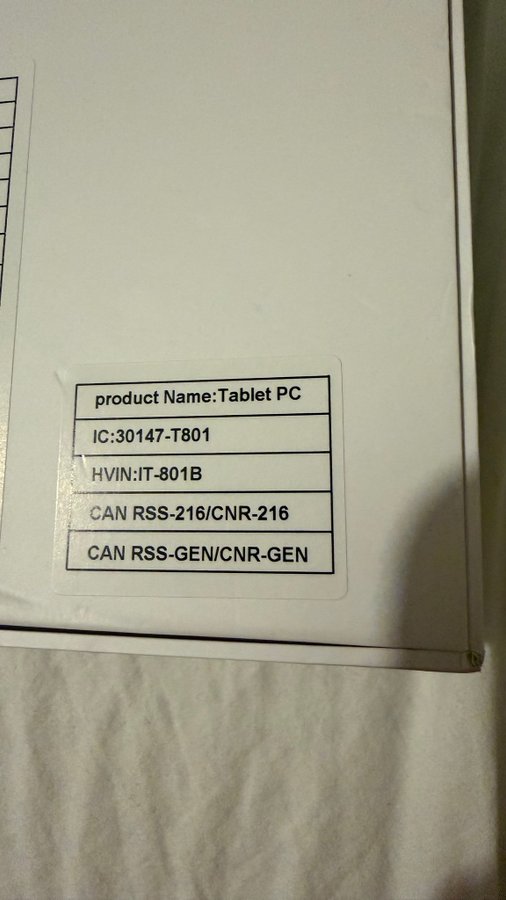 product Name:Tablet PC
IC:30147-T801
HVIN:IT-801B
CAN RSS-216/CNR-216
CAN RSS-GEN/CNR-GEN